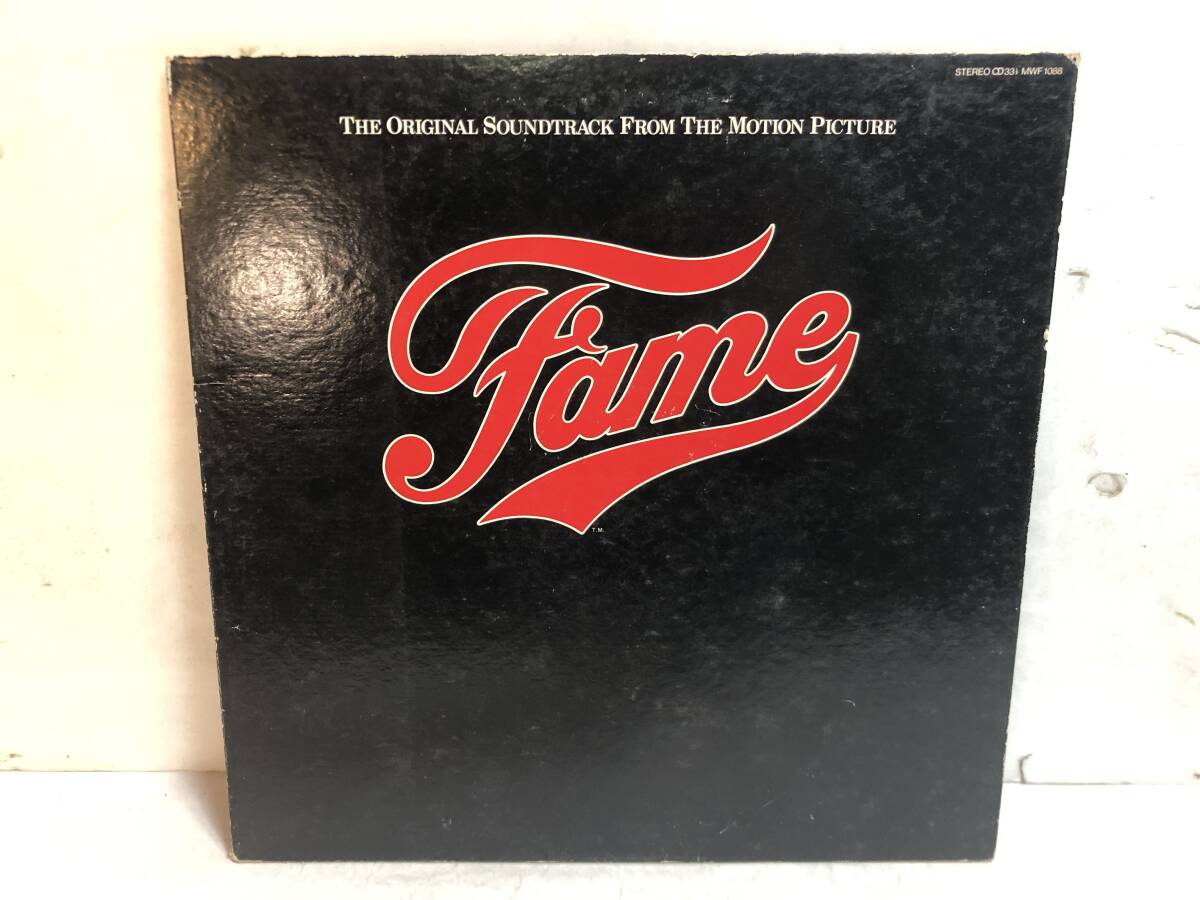 STEREO 33⅓ MWF 1088
THE ORIGINAL SOUNDTRACK FROM THE MOTION PICTURE
Fame
T.M.